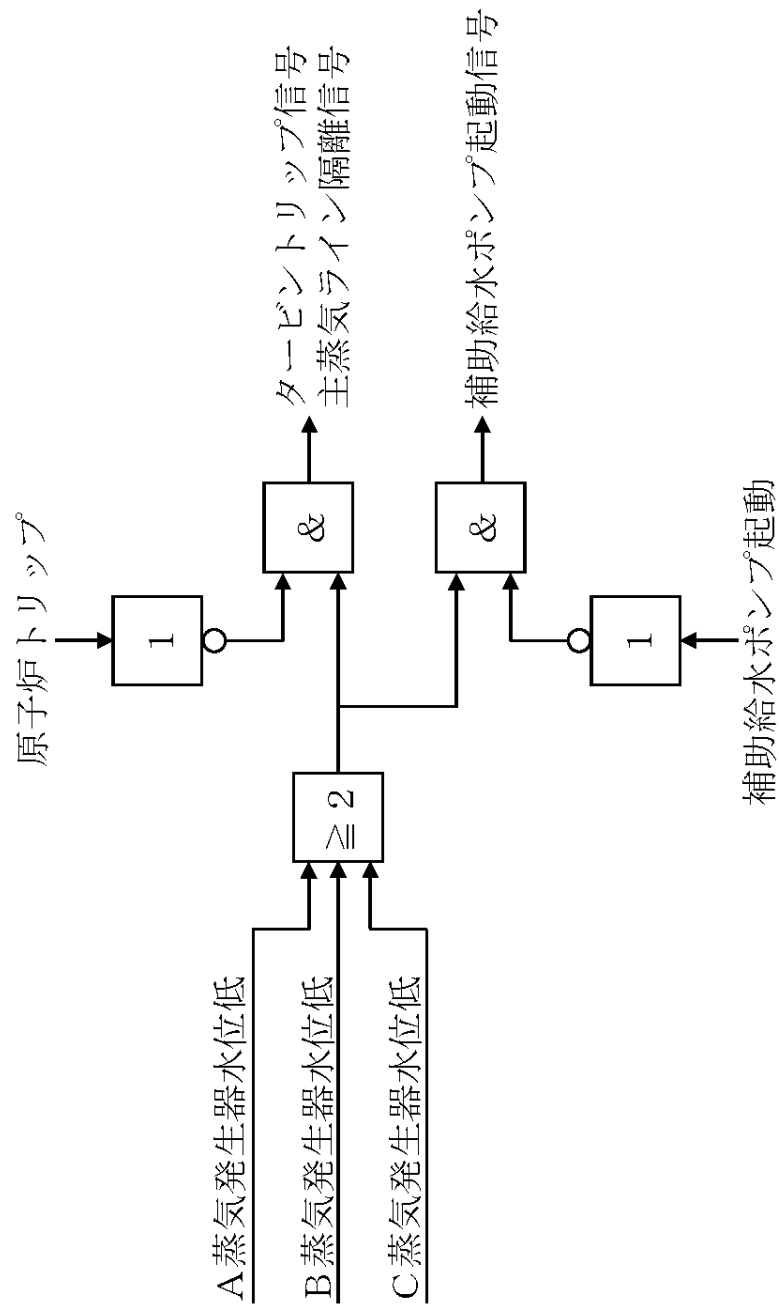 原子炉トリップ
1
&
タービントリップ信号
主蒸気ライン隔離信号
A蒸気発生器水位低
B蒸気発生器水位低
C蒸気発生器水位低
≧2
&
補助給水ポンプ起動信号
1
補助給水ポンプ起動